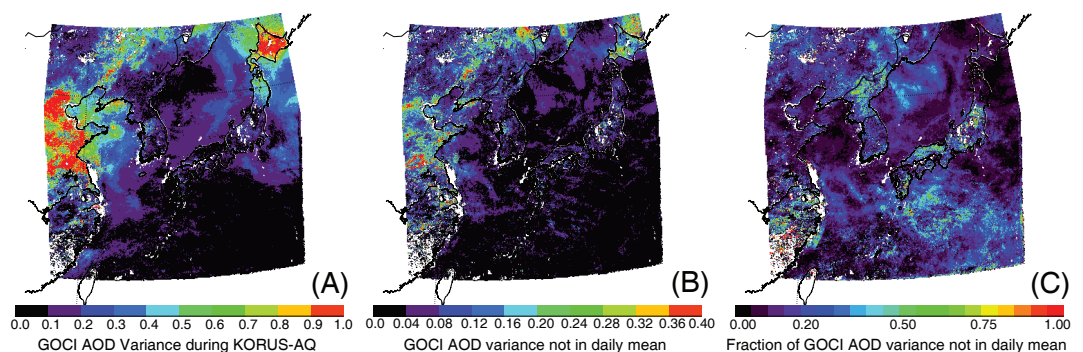 (A)
0.0 0.1 0.2 0.3 0.4 0.5 0.6 0.7 0.8 0.9 1.0
GOCI AOD Variance during KORUS-AQ
(B)
0.0 0.04 0.08 0.12 0.16 0.20 0.24 0.28 0.32 0.36 0.40
GOCI AOD variance not in daily mean
(C)
0.00 0.20 0.50 0.75 1.00
Fraction of GOCI AOD variance not in daily mean